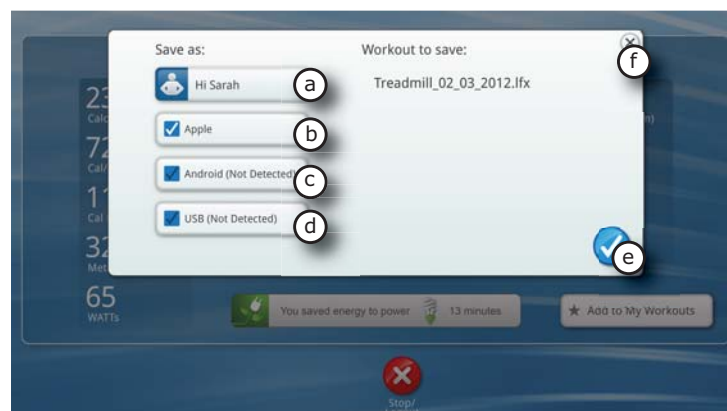 Save as:
Workout to save:
Hi Sarah
a
Treadmill_02_03_2012.lfx
f
Apple
b
Android (Not Detected)
c
USB (Not Detected)
d
e
65
WATTs
You saved energy to power
13 minutes
Add to My Workouts
Stop/